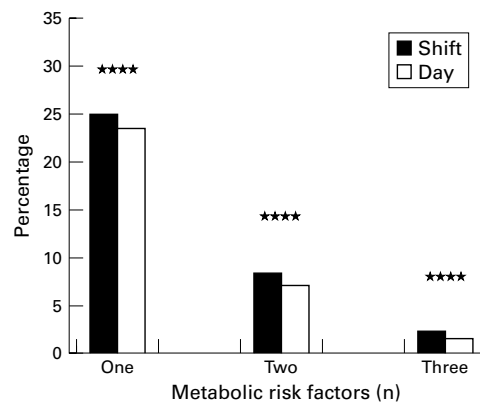 35
30
25
20
15
10
5
0
Percentage
Shift
Day
★★★★
★★★★
★★★★
One
Two
Three
Metabolic risk factors (n)